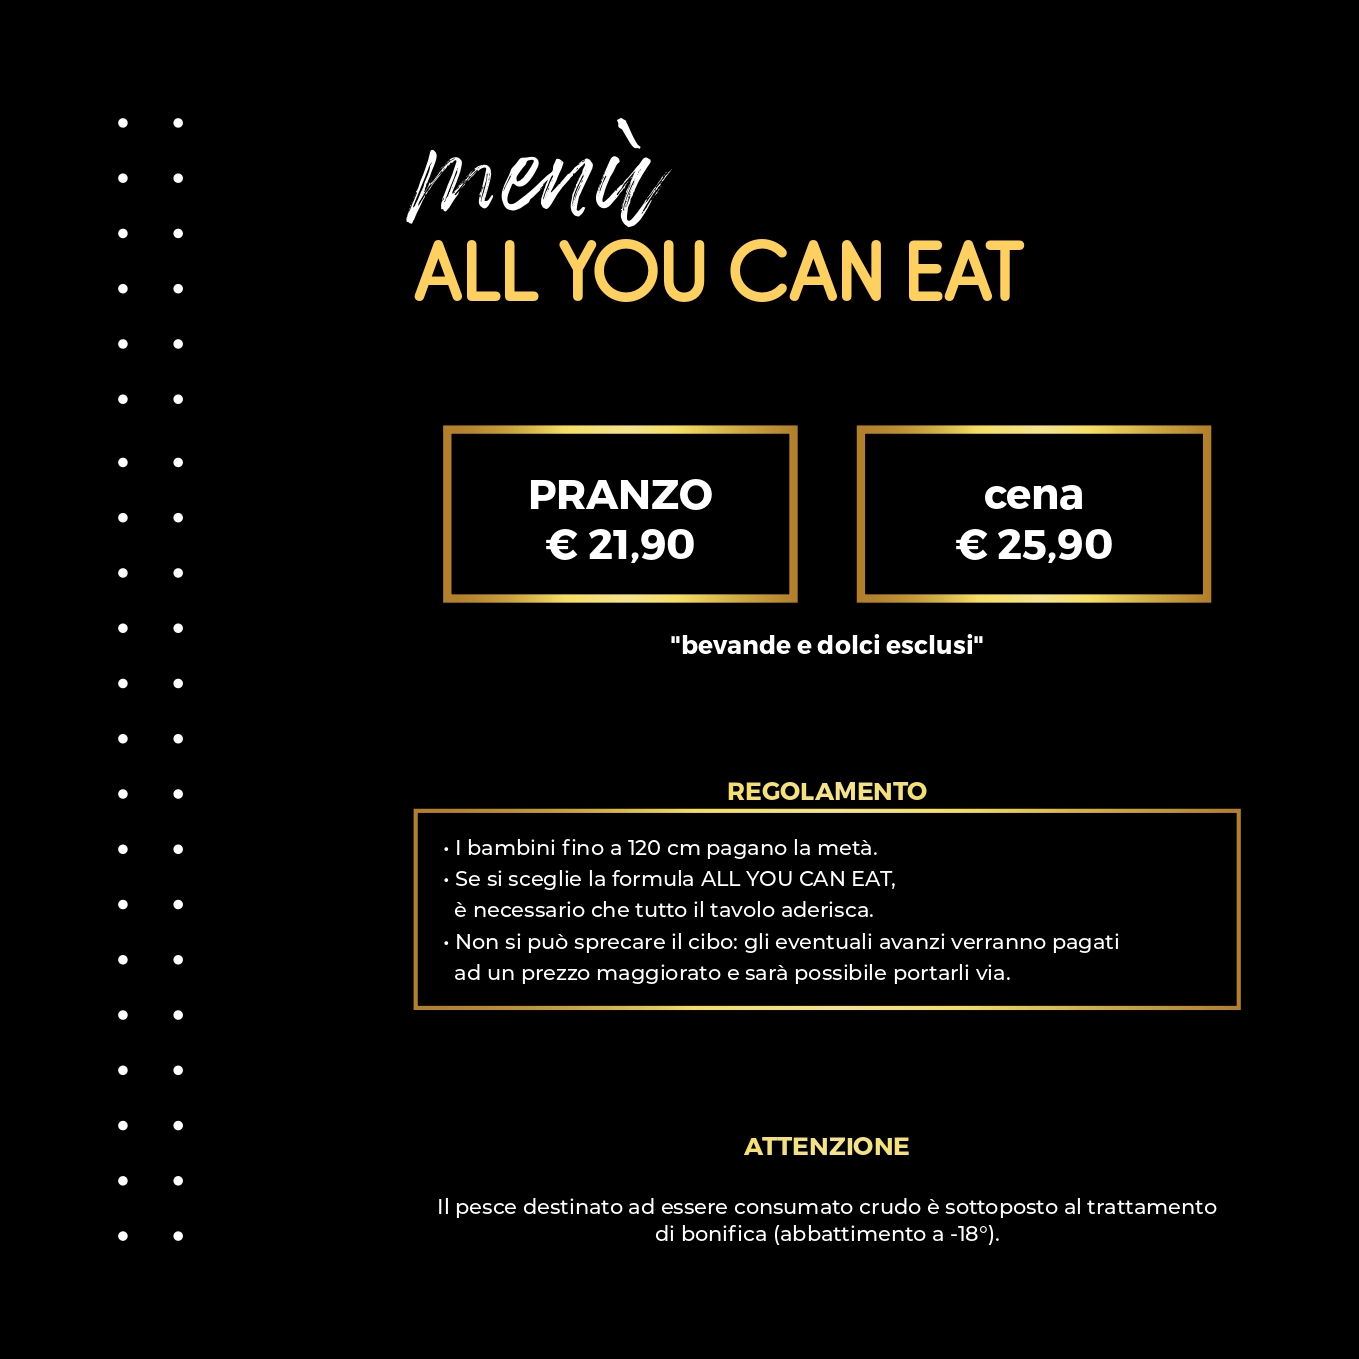 menù
ALL YOU CAN EAT
PRANZO
€ 21,90
cena
€ 25,90
"bevande e dolci esclusi"
REGOLAMENTO
• I bambini fino a 120 cm pagano la metà.
• Se si sceglie la formula ALL YOU CAN EAT,
è necessario che tutto il tavolo aderisca.
• Non si può sprecare il cibo: gli eventuali avanzi verranno pagati
ad un prezzo maggiorato e sarà possibile portarli via.
ATTENZIONE
Il pesce destinato ad essere consumato crudo è sottoposto al trattamento
di bonifica (abbattimento a -18°).